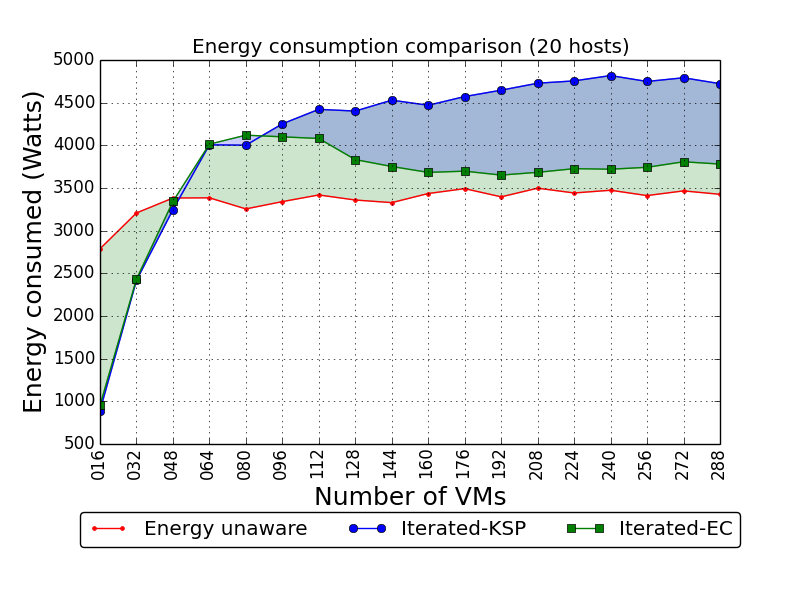 Energy consumption comparison (20 hosts)
Energy consumed (Watts)
5000
4500
4000
3500
3000
2500
2000
1500
1000
500
016 032 048 064 080 096 112 128 144 160 176 192 208 224 240 256 272 288
Number of VMs
Energy unaware Iterated-KSP Iterated-EC